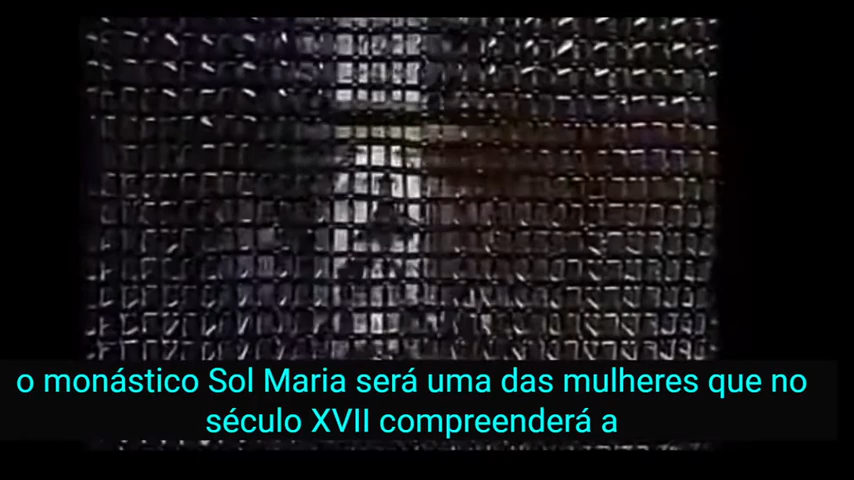 o monástico Sol Maria será uma das mulheres que no
século XVII compreenderá a